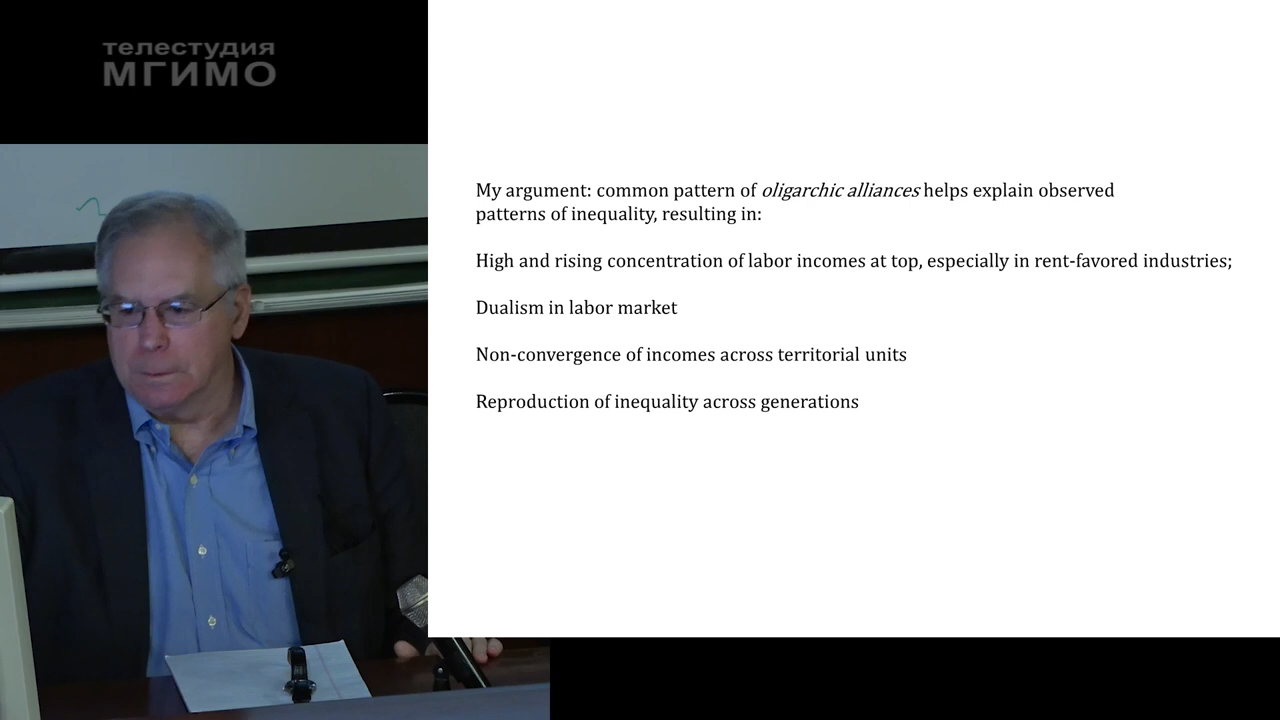 телестудия
МГИМО
My argument: common pattern of oligarchic alliances helps explain observed
patterns of inequality, resulting in:
High and rising concentration of labor incomes at top, especially in rent-favored industries;
Dualism in labor market
Non-convergence of incomes across territorial units
Reproduction of inequality across generations